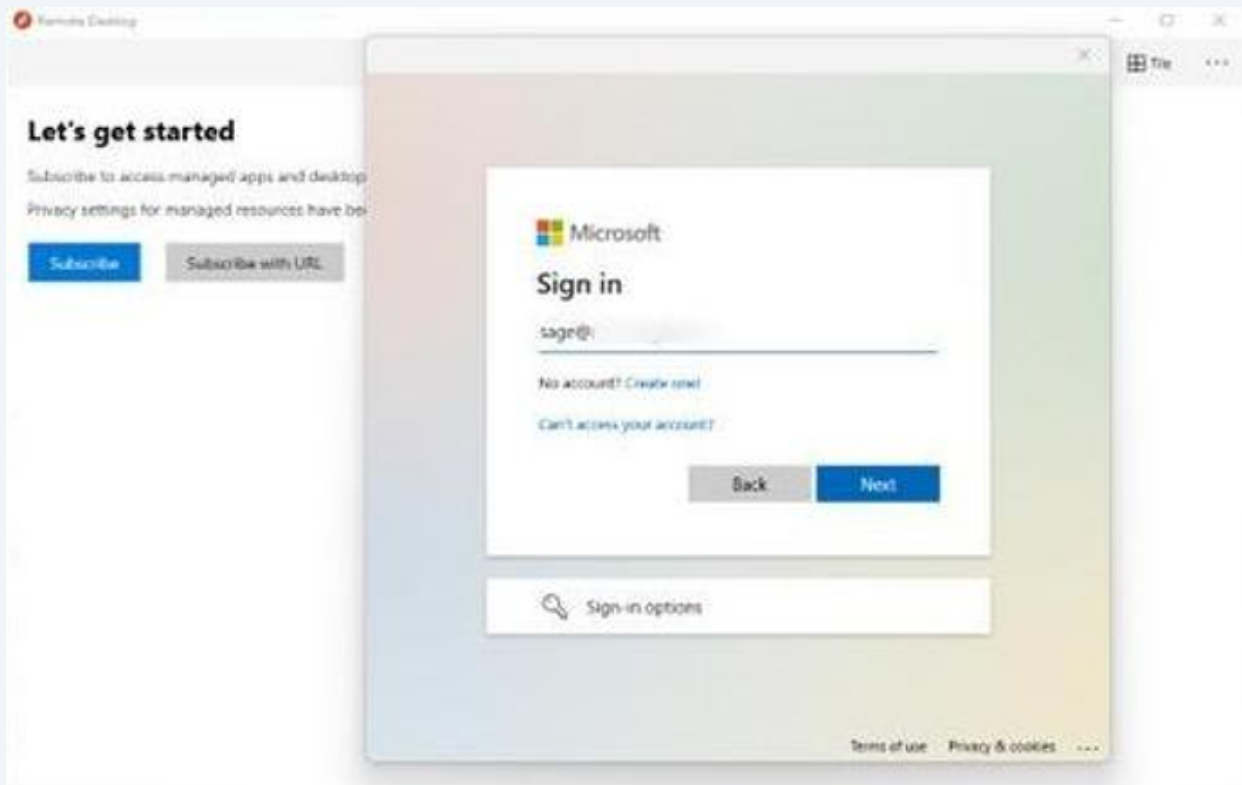 Remote Desktop
Tile
Let's get started
Subscribe to access managed apps and desktop
Privacy settings for managed resources have be
Subscribe
Subscribe with URL
Microsoft
Sign in
sage@
No account? Create one!
Can't access your account?
Back
Next
Sign-in options
Terms of use
Privacy & cookies